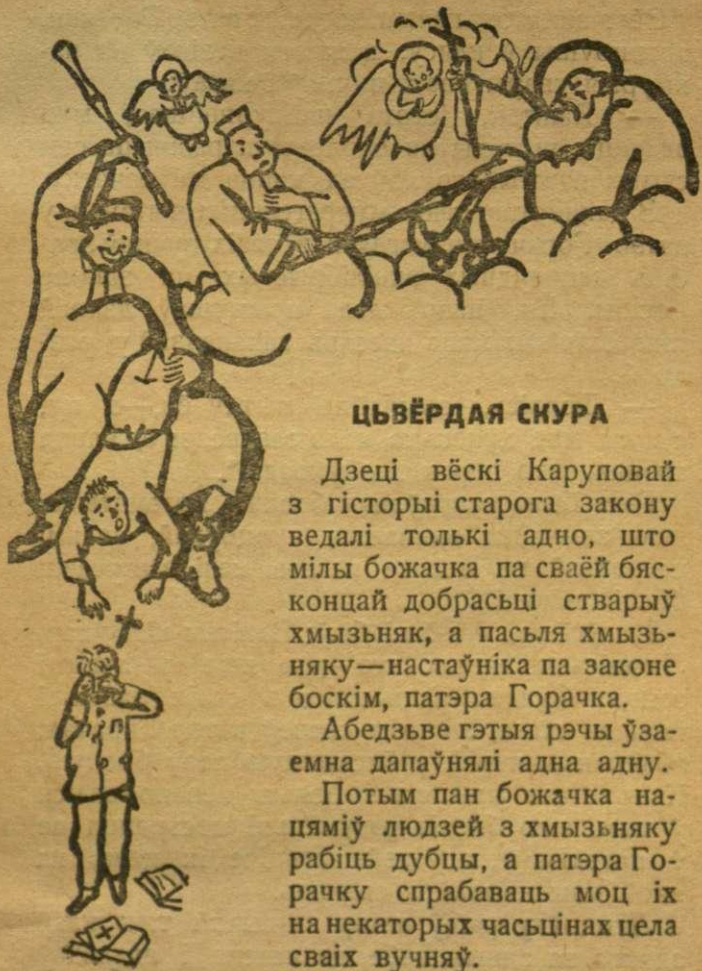 ЦЬВЁРДАЯ СКУРА
Дзеці вёскі Каруповай
з гісторыі старога закону
ведалі толькі адно, што
мілы божачка па сваёй бяс-
концай добрасьці стварыў
хмызьняк, а пасьля хмызь-
няку—настаўніка па законе
боскім, патэра Горачка.
Абедзьве гэтыя рэчы ўза-
емна дапаўнялі адна адну.
Потым пан божачка на-
цяміў людзей з хмызьняку
рабіць дубцы, а патэра Го-
рачку спрабаваць моц іх
на некаторых часьцінах цела
сваіх вучняў.